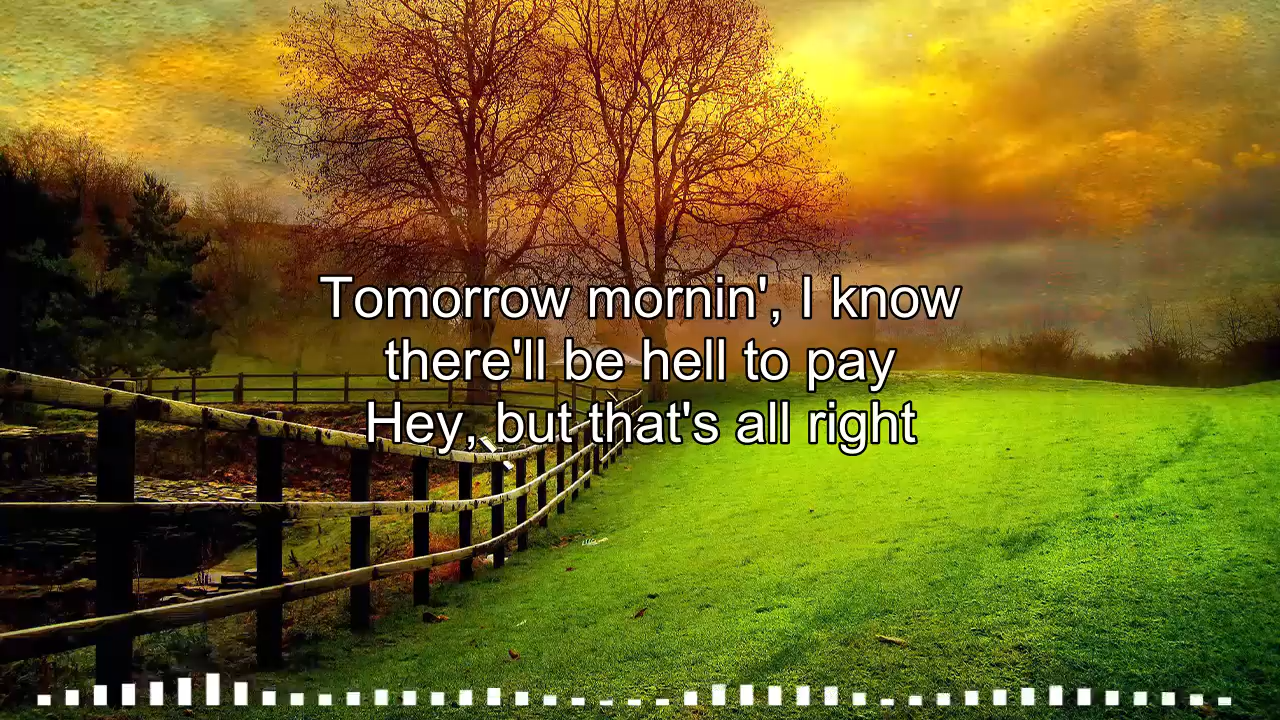 Tomorrow mornin', I know
there'll be hell to pay
Hey, but that's all right